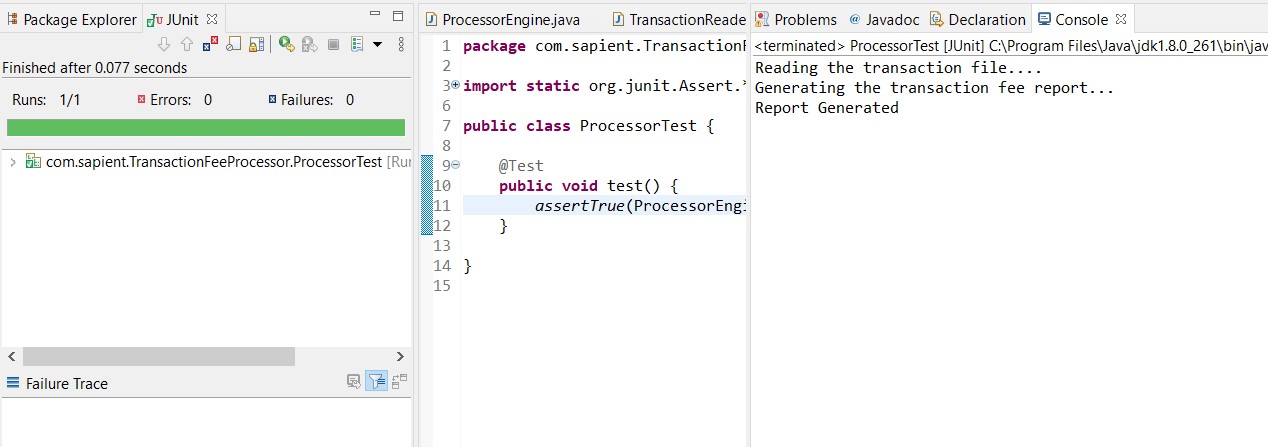 Package Explorer JUnit
Finished after 0.077 seconds
Runs: 1/1 Errors: 0 Failures: 0
com.sapient.TransactionFeeProcessor.ProcessorTest [Ru
Failure Trace
ProcessorEngine.java TransactionReade
1 package com.sapient.Transaction
2
3 import static org.junit.Assert.*
6
7 public class ProcessorTest {
8
9 @Test
10 public void test() {
11 assertTrue(ProcessorEngi
12 }
13
14 }
15
Problems @ Javadoc Declaration Console
<terminated> ProcessorTest [JUnit] C:\Program Files\Java\jdk1.8.0_261\bin\jav
Reading the transaction file....
Generating the transaction fee report...
Report Generated